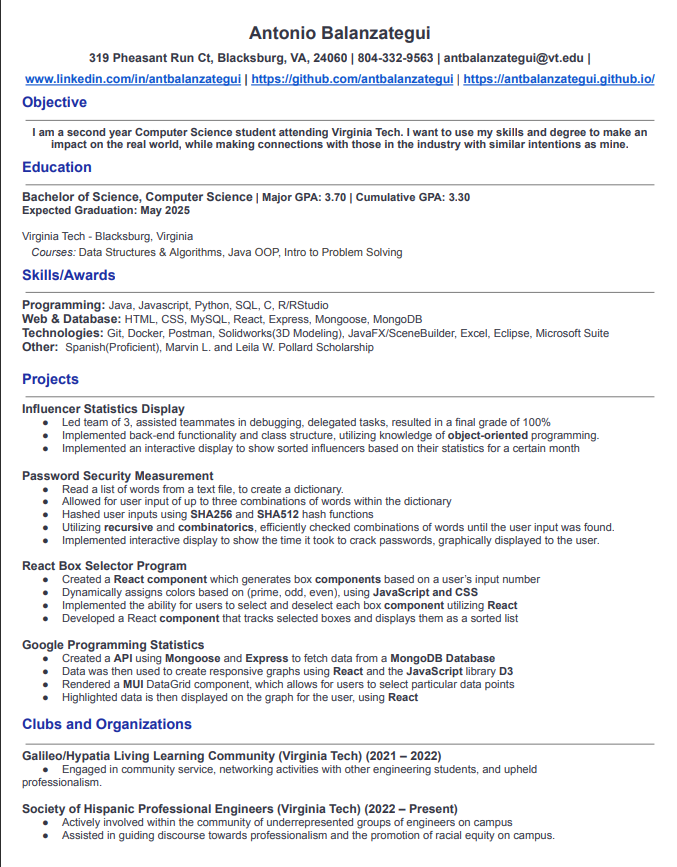 Antonio Balanzategui
319 Pheasant Run Ct, Blacksburg, VA, 24060 | 804-332-9563 | antbalanzategui@vt.edu |
www.linkedin.com/in/antbalanzategui | https://github.com/antbalanzategui | https://antbalanzategui.github.io/
Objective
I am a second year Computer Science student attending Virginia Tech. I want to use my skills and degree to make an
impact on the real world, while making connections with those in the industry with similar intentions as mine.
Education
Bachelor of Science, Computer Science | Major GPA: 3.70 | Cumulative GPA: 3.30
Expected Graduation: May 2025
Virginia Tech - Blacksburg, Virginia
Courses: Data Structures & Algorithms, Java OOP, Intro to Problem Solving
Skills/Awards
Programming: Java, Javascript, Python, SQL, C, R/RStudio
Web & Database: HTML, CSS, MySQL, React, Express, Mongoose, MongoDB
Technologies: Git, Docker, Postman, Solidworks(3D Modeling), JavaFX/SceneBuilder, Excel, Eclipse, Microsoft Suite
Other: Spanish(Proficient), Marvin L. and Leila W. Pollard Scholarship
Projects
Influencer Statistics Display
● Led team of 3, assisted teammates in debugging, delegated tasks, resulted in a final grade of 100%
● Implemented back-end functionality and class structure, utilizing knowledge of object-oriented programming.
● Implemented an interactive display to show sorted influencers based on their statistics for a certain month
Password Security Measurement
● Read a list of words from a text file, to create a dictionary.
● Allowed for user input of up to three combinations of words within the dictionary
● Hashed user inputs using SHA256 and SHA512 hash functions
● Utilizing recursive and combinatorics, efficiently checked combinations of words until the user input was found.
● Implemented interactive display to show the time it took to crack passwords, graphically displayed to the user.
React Box Selector Program
● Created a React component which generates box components based on a user's input number
● Dynamically assigns colors based on (prime, odd, even), using JavaScript and CSS
● Implemented the ability for users to select and deselect each box component utilizing React
● Developed a React component that tracks selected boxes and displays them as a sorted list
Google Programming Statistics
● Created a API using Mongoose and Express to fetch data from a MongoDB Database
● Data was then used to create responsive graphs using React and the JavaScript library D3
● Rendered a MUI DataGrid component, which allows for users to select particular data points
● Highlighted data is then displayed on the graph for the user, using React
Clubs and Organizations
Galileo/Hypatia Living Learning Community (Virginia Tech) (2021 – 2022)
● Engaged in community service, networking activities with other engineering students, and upheld
professionalism.
Society of Hispanic Professional Engineers (Virginia Tech) (2022 – Present)
● Actively involved within the community of underrepresented groups of engineers on campus
● Assisted in guiding discourse towards professionalism and the promotion of racial equity on campus.